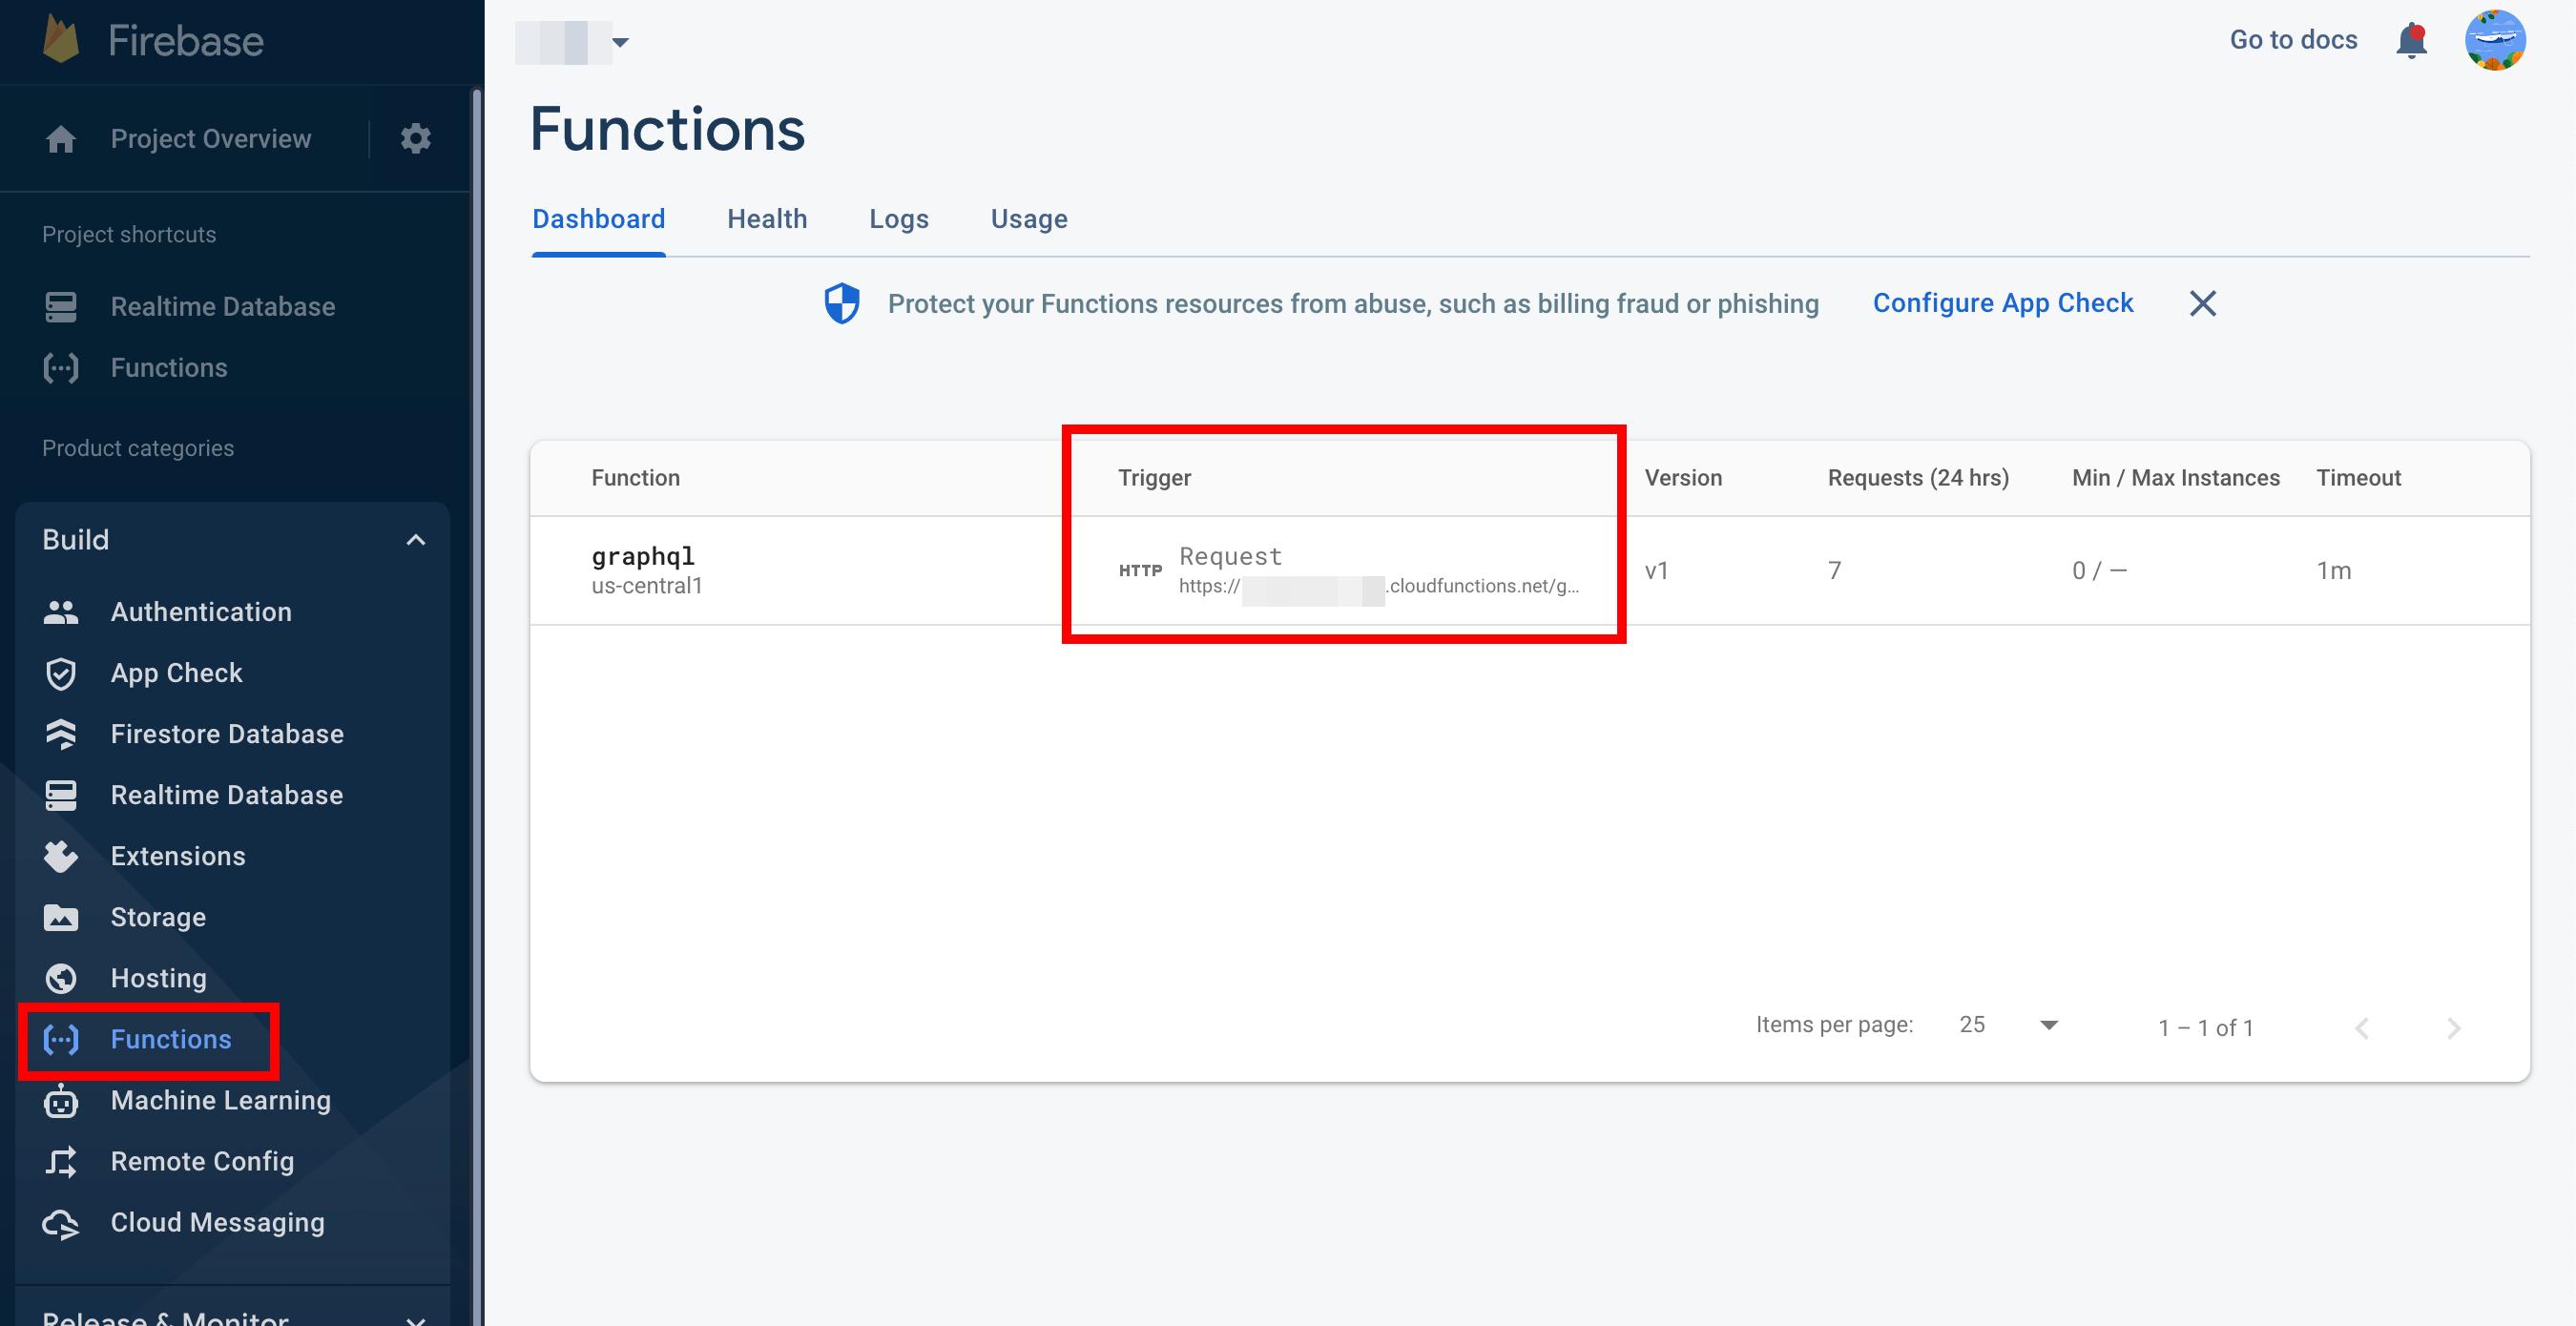 Firebase
Project Overview
Project shortcuts
Realtime Database
Functions
Product categories
Build
Authentication
App Check
Firestore Database
Realtime Database
Extensions
Storage
Hosting
Functions
Machine Learning
Remote Config
Cloud Messaging
Release & Monitor
Go to docs
Functions
Dashboard Health Logs Usage
Protect your Functions resources from abuse, such as billing fraud or phishing Configure App Check
Function Trigger Version Requests (24 hrs) Min / Max Instances Timeout
graphql HTTP Request v1 7 0 / — 1m
us-central1 https:// .cloudfunctions.net/g...
Items per page: 25 1 – 1 of 1